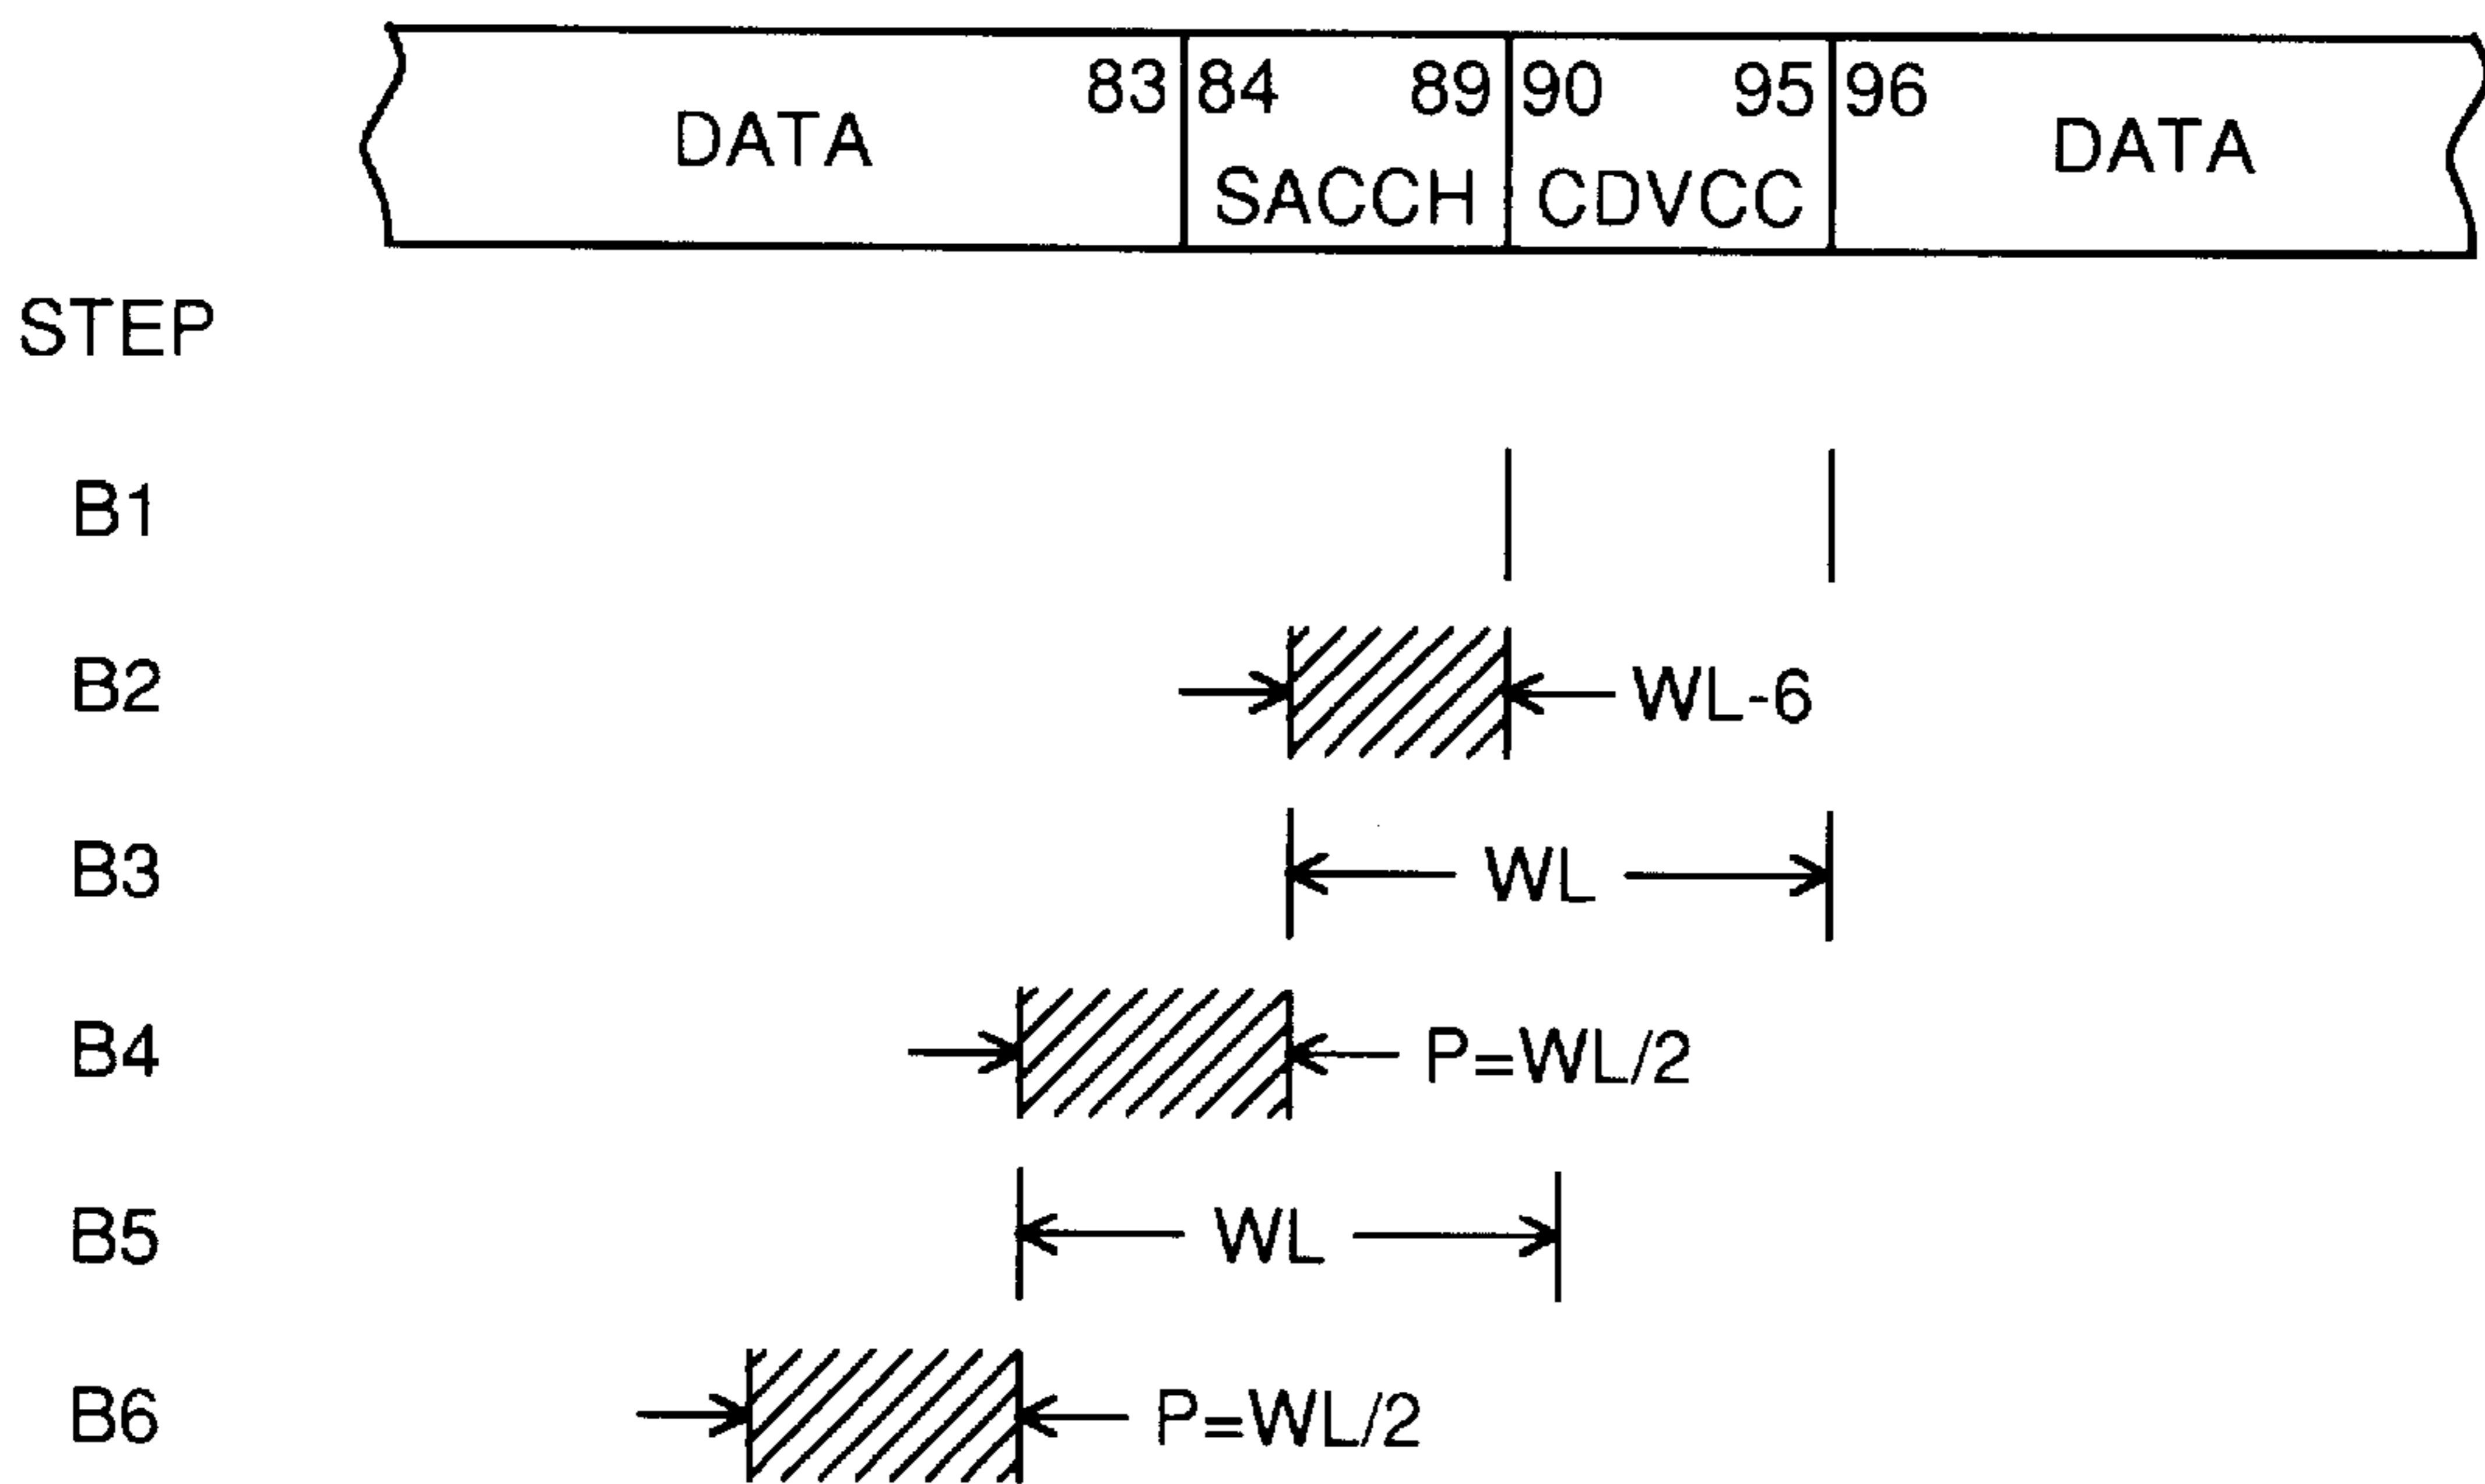 83 84 89 90 95 96
DATA SACCH CDVCC DATA
STEP
B1
B2 WL-6
B3 WL
B4 P=WL/2
B5 WL
B6 P=WL/2